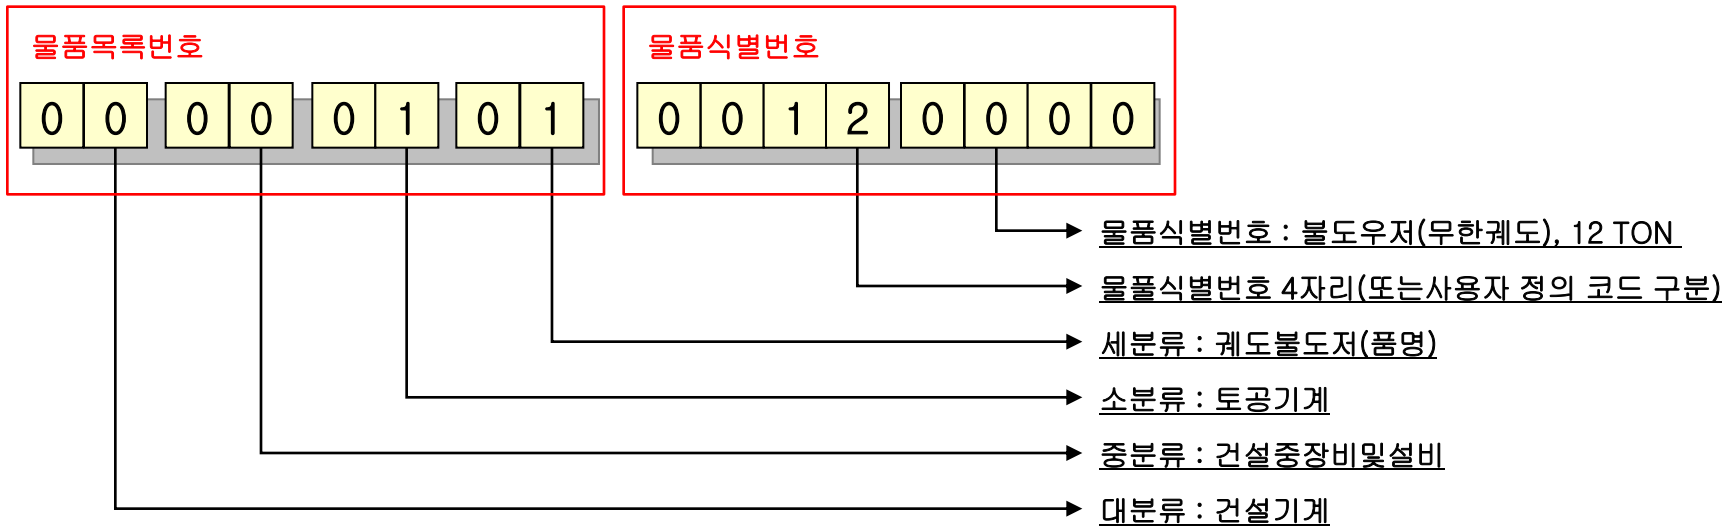 물품목록번호 물품식별번호
0 0 0 0 0 1 0 1 0 0 1 2 0 0 0 0
물품식별번호 : 불도우저(무한궤도), 12 TON
물풀식별번호 4자리(또는사용자 정의 코드 구분)
세분류 : 궤도불도저(품명)
소분류 : 토공기계
중분류 : 건설중장비및설비
대분류 : 건설기계